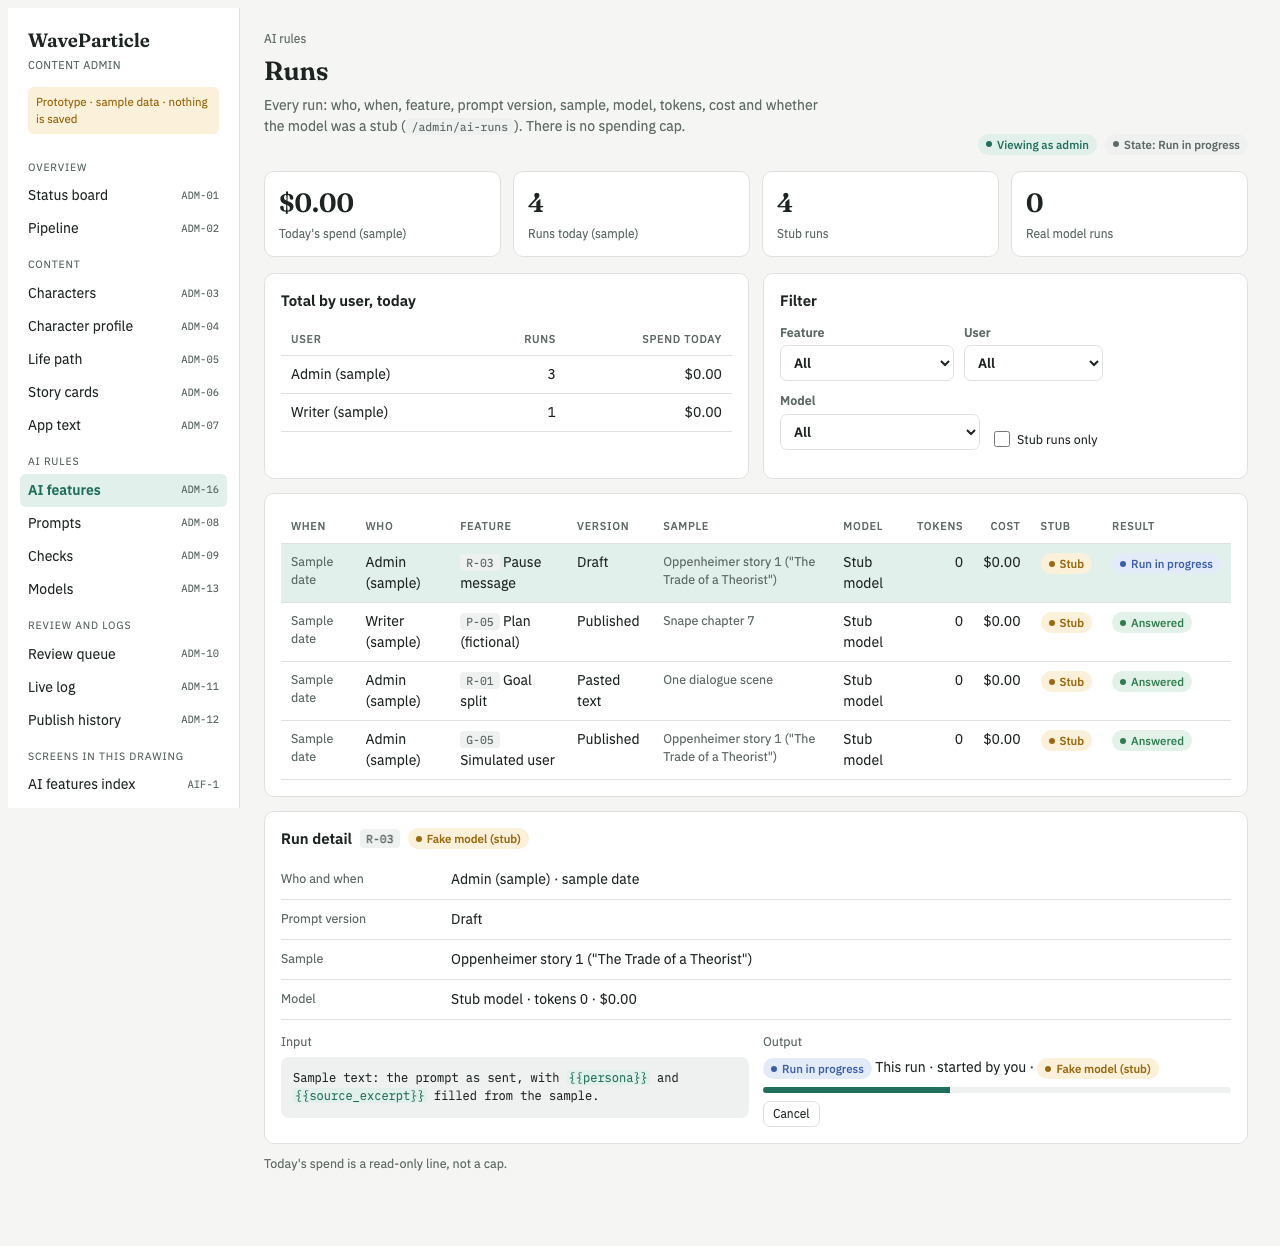 WaveParticle
CONTENT ADMIN
Prototype · sample data · nothing
is saved
OVERVIEW
Status board ADM-01
Pipeline ADM-02
CONTENT
Characters ADM-03
Character profile ADM-04
Life path ADM-05
Story cards ADM-06
App text ADM-07
AI RULES
AI features ADM-16
Prompts ADM-08
Checks ADM-09
Models ADM-13
REVIEW AND LOGS
Review queue ADM-10
Live log ADM-11
Publish history ADM-12
SCREENS IN THIS DRAWING
AI features index AIF-1
AI rules
Runs
Every run: who, when, feature, prompt version, sample, model, tokens, cost and whether
the model was a stub ( /admin/ai-runs ). There is no spending cap.
Viewing as admin State: Run in progress
$0.00
Today's spend (sample)
4
Runs today (sample)
4
Stub runs
0
Real model runs
Total by user, today
USER RUNS SPEND TODAY
Admin (sample) 3 $0.00
Writer (sample) 1 $0.00
Filter
Feature User
All All
Model
All Stub runs only
WHEN WHO FEATURE VERSION SAMPLE MODEL TOKENS COST STUB RESULT
Sample Admin R-03 Pause Draft Oppenheimer story 1 ("The Stub 0 $0.00 Stub Run in progress
date (sample) message Trade of a Theorist") model
Sample Writer P-05 Plan Published Snape chapter 7 Stub 0 $0.00 Stub Answered
date (sample) (fictional) model
Sample Admin R-01 Goal Pasted One dialogue scene Stub 0 $0.00 Stub Answered
date (sample) split text model
Sample Admin G-05 Published Oppenheimer story 1 ("The Stub 0 $0.00 Stub Answered
date (sample) Simulated user Trade of a Theorist") model
Run detail R-03 Fake model (stub)
Who and when Admin (sample) · sample date
Prompt version Draft
Sample Oppenheimer story 1 ("The Trade of a Theorist")
Model Stub model · tokens 0 · $0.00
Input
Sample text: the prompt as sent, with {{persona}} and
{{source_excerpt}} filled from the sample.
Output
Run in progress This run · started by you · Fake model (stub)
Cancel
Today's spend is a read-only line, not a cap.